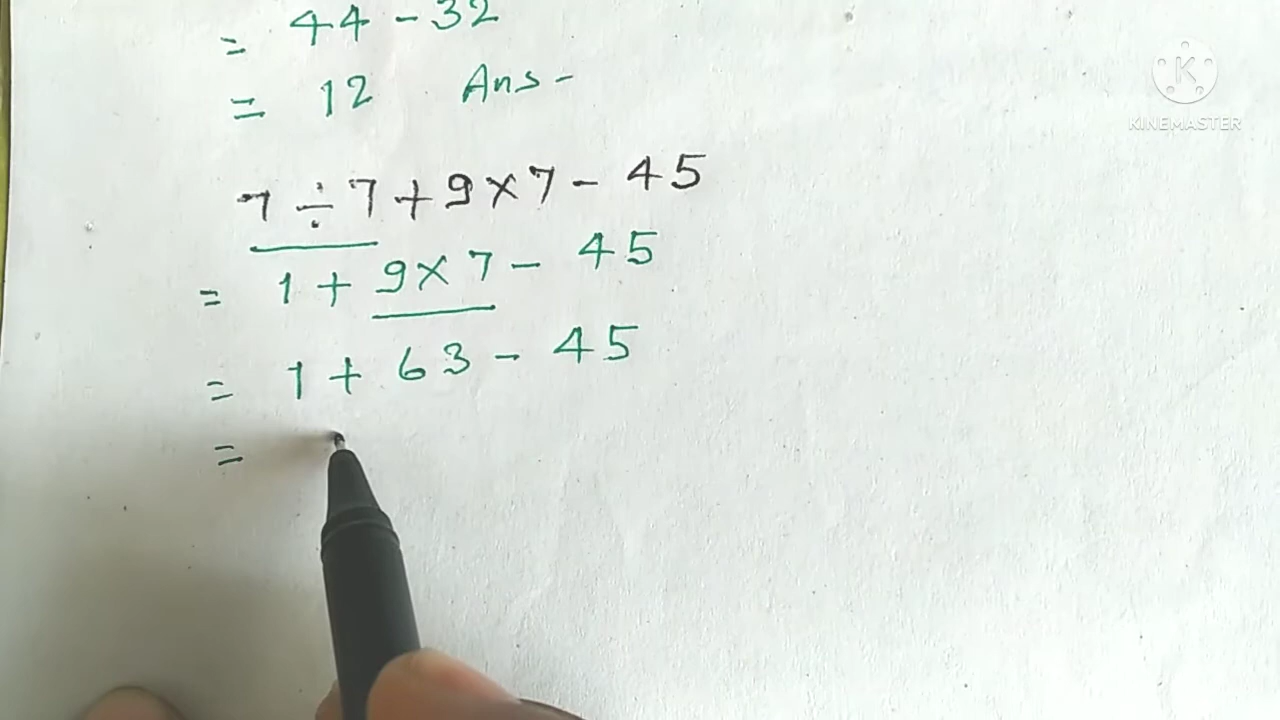 = 44 - 32
= 12 Ans -
7 ÷ 7 + 9 × 7 - 45
= 1 + 9 × 7 - 45
= 1 + 63 - 45
=
K
KINEMASTER